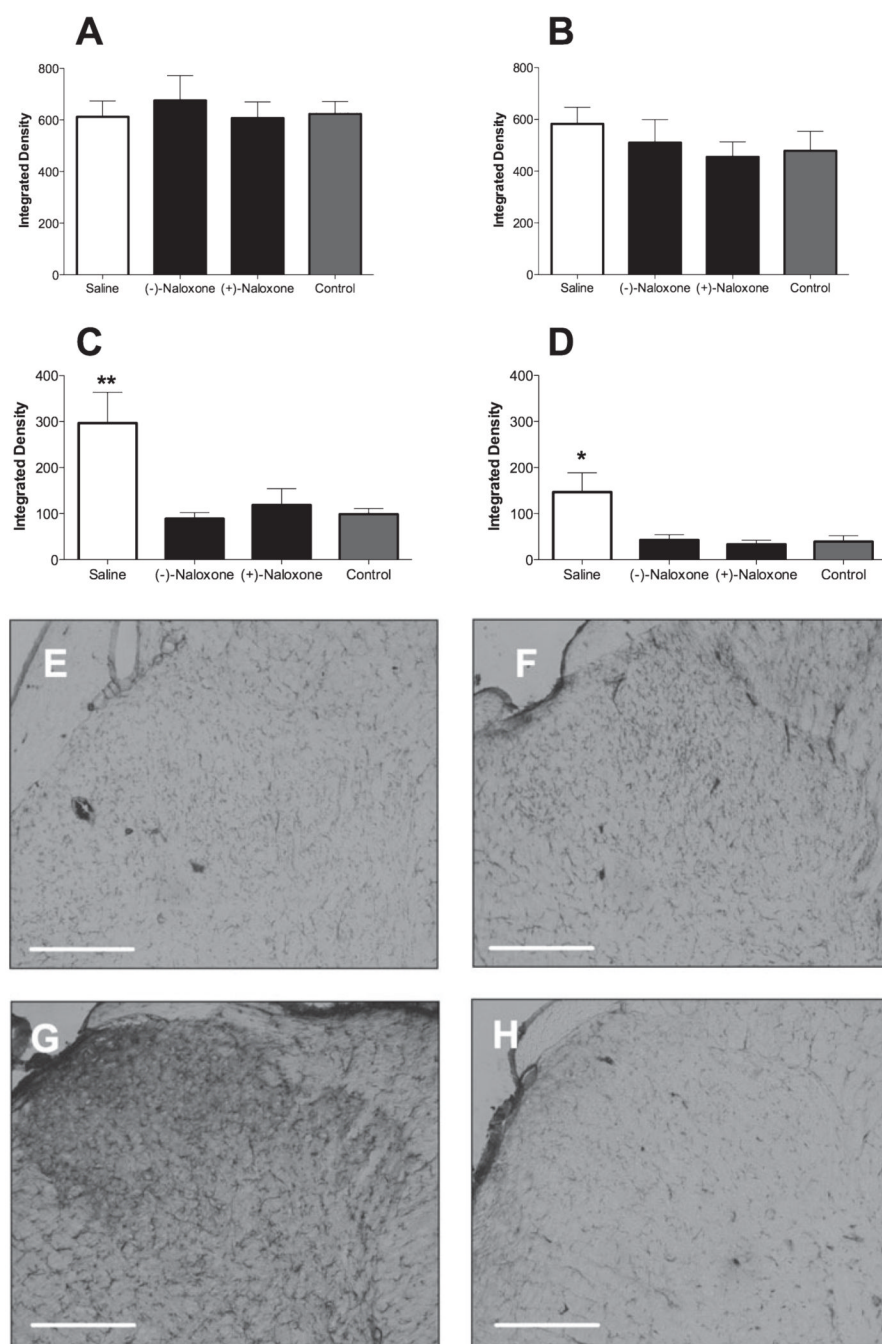 A
800
600
400
200
0
Integrated Density
Saline
(-)-Naloxone
(+)-Naloxone
Control
B
800
600
400
200
0
Integrated Density
Saline
(-)-Naloxone
(+)-Naloxone
Control
C
400
300
200
100
0
Integrated Density
**
Saline
(-)-Naloxone
(+)-Naloxone
Control
D
400
300
200
100
0
Integrated Density
*
Saline
(-)-Naloxone
(+)-Naloxone
Control
E
F
G
H